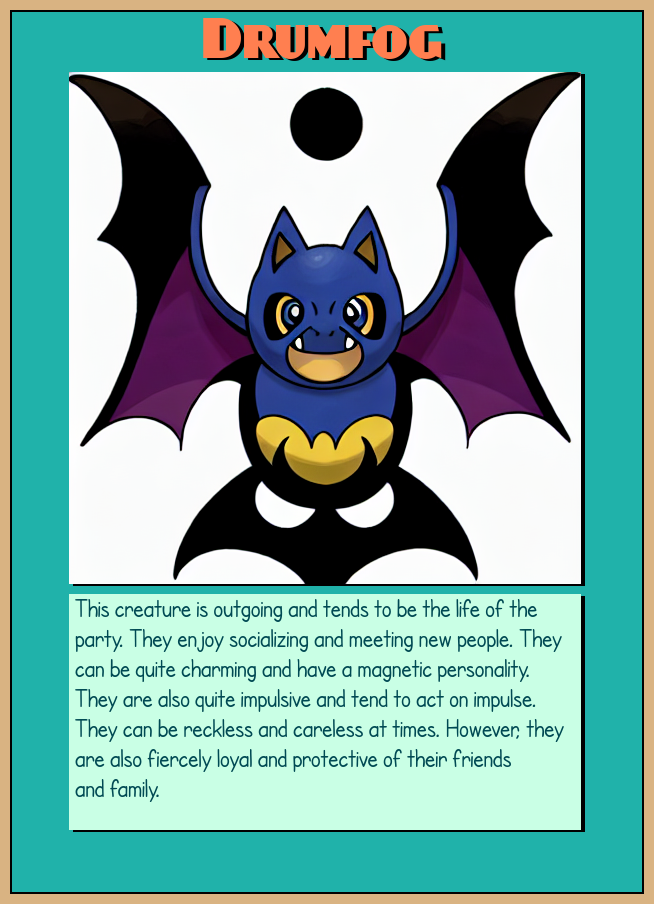 Drumfog
This creature is outgoing and tends to be the life of the
party. They enjoy socializing and meeting new people. They
can be quite charming and have a magnetic personality.
They are also quite impulsive and tend to act on impulse.
They can be reckless and careless at times. However, they
are also fiercely loyal and protective of their friends
and family.